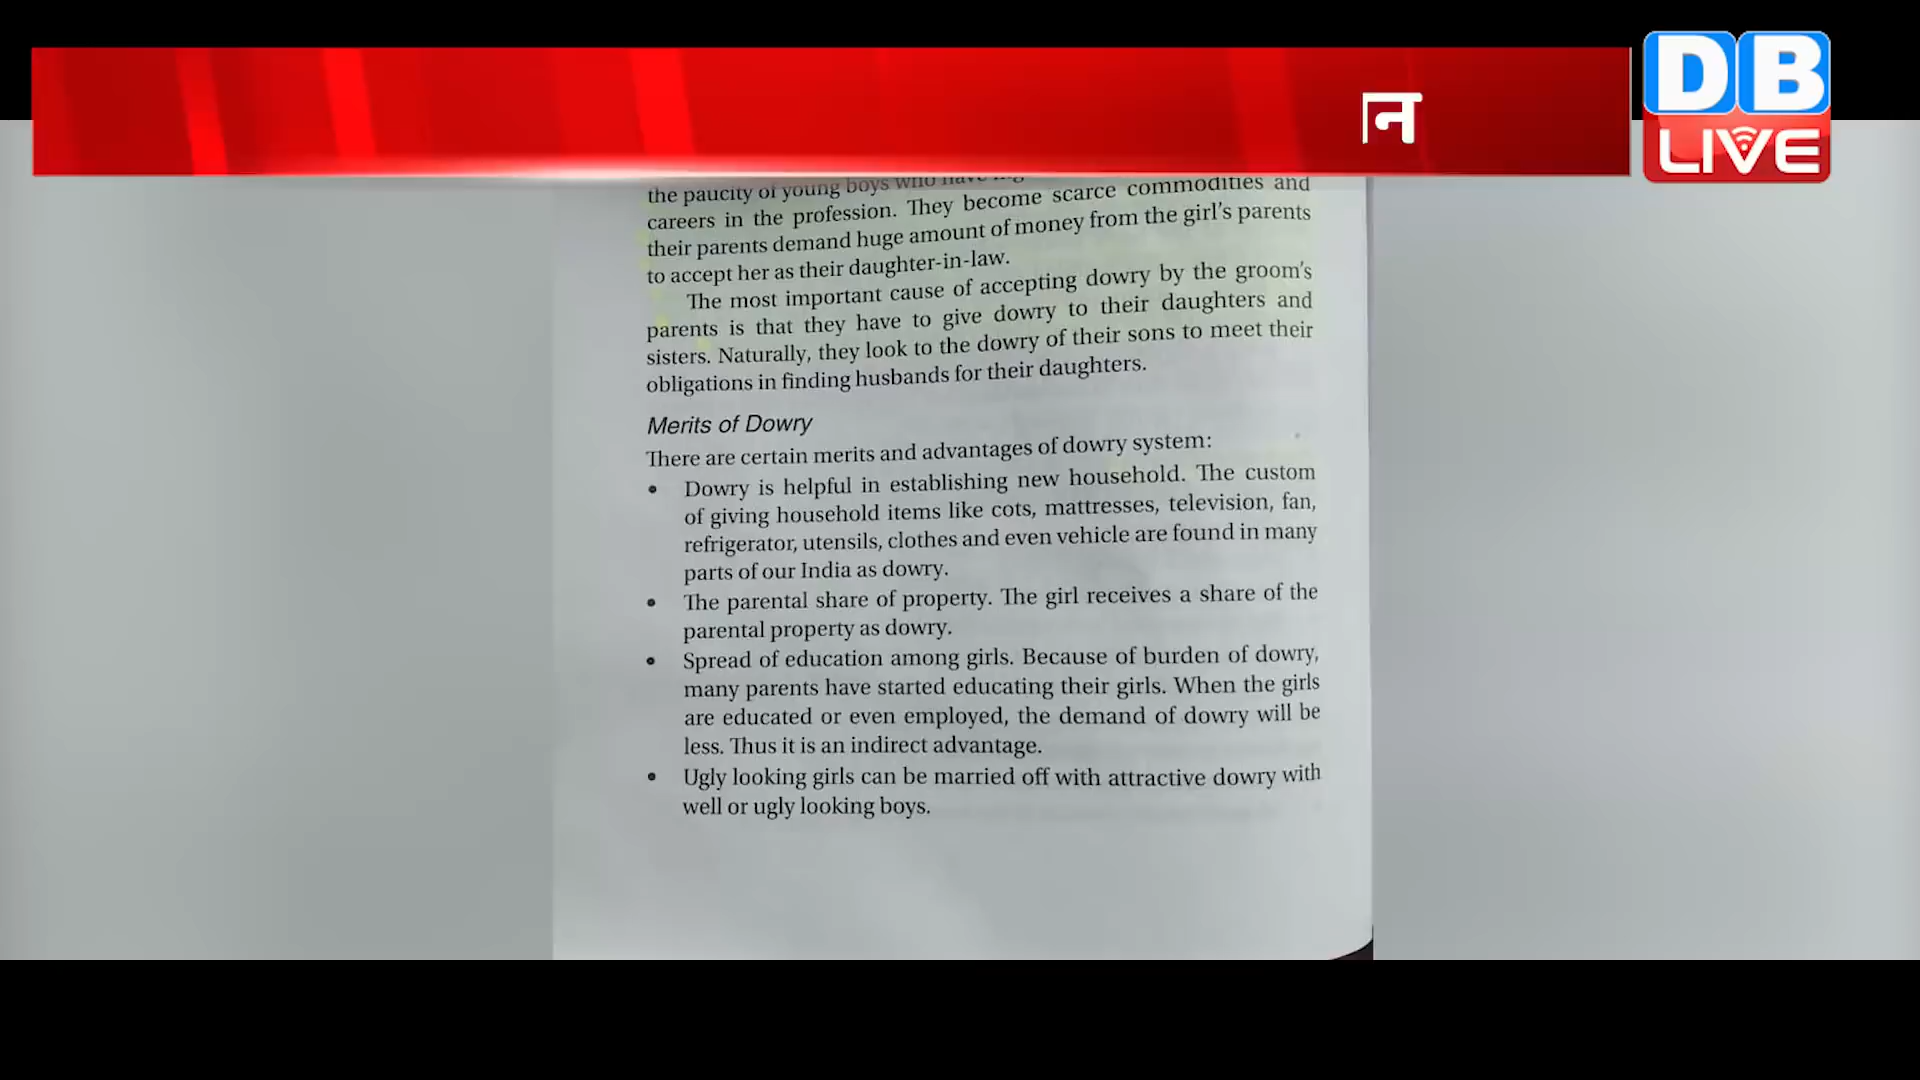 न
DB
LIVE
the paucity of young boys who have
careers in the profession. They become scarce commodities and
their parents demand huge amount of money from the girl's parents
to accept her as their daughter-in-law.
The most important cause of accepting dowry by the groom's
parents is that they have to give dowry to their daughters and
sisters. Naturally, they look to the dowry of their sons to meet their
obligations in finding husbands for their daughters.
Merits of Dowry
There are certain merits and advantages of dowry system:
• Dowry is helpful in establishing new household. The custom
of giving household items like cots, mattresses, television, fan,
refrigerator, utensils, clothes and even vehicle are found in many
parts of our India as dowry.
• The parental share of property. The girl receives a share of the
parental property as dowry.
• Spread of education among girls. Because of burden of dowry,
many parents have started educating their girls. When the girls
are educated or even employed, the demand of dowry will be
less. Thus it is an indirect advantage.
• Ugly looking girls can be married off with attractive dowry with
well or ugly looking boys.